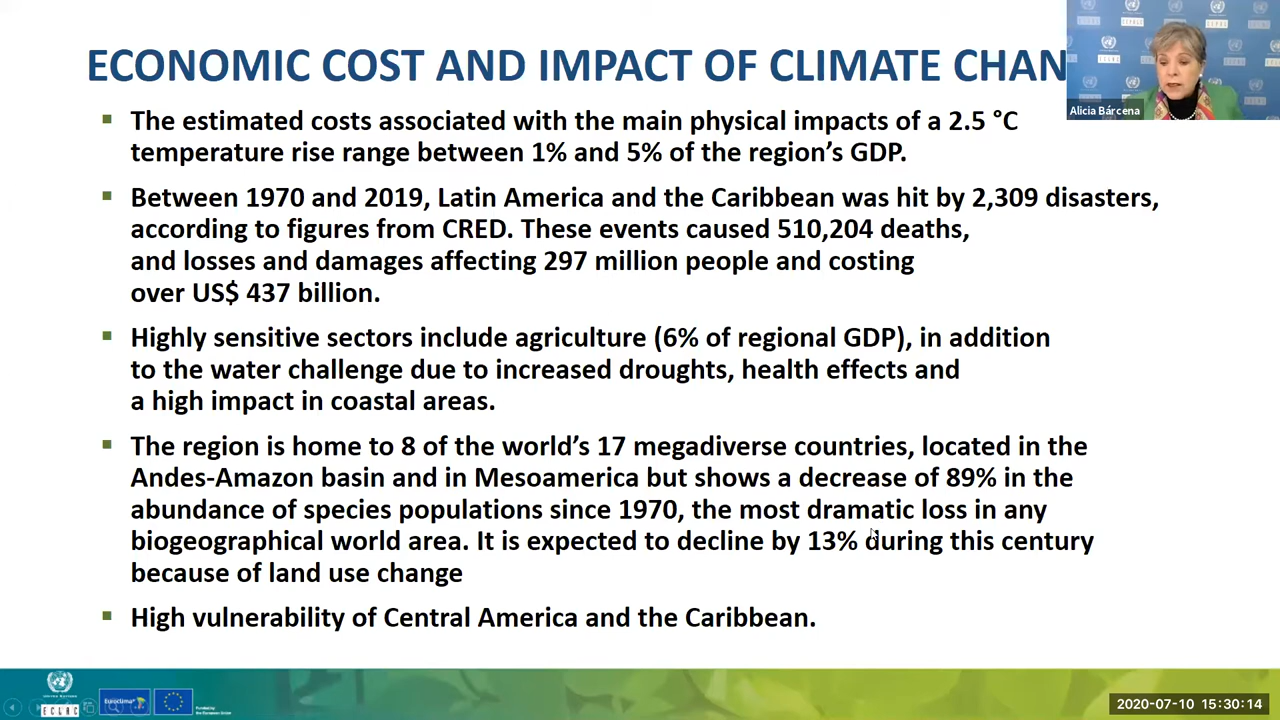 ECONOMIC COST AND IMPACT OF CLIMATE CHAN
Alicia Bárcena
▪ The estimated costs associated with the main physical impacts of a 2.5 °C
temperature rise range between 1% and 5% of the region’s GDP.
▪ Between 1970 and 2019, Latin America and the Caribbean was hit by 2,309 disasters,
according to figures from CRED. These events caused 510,204 deaths,
and losses and damages affecting 297 million people and costing
over US$ 437 billion.
▪ Highly sensitive sectors include agriculture (6% of regional GDP), in addition
to the water challenge due to increased droughts, health effects and
a high impact in coastal areas.
▪ The region is home to 8 of the world’s 17 megadiverse countries, located in the
Andes-Amazon basin and in Mesoamerica but shows a decrease of 89% in the
abundance of species populations since 1970, the most dramatic loss in any
biogeographical world area. It is expected to decline by 13% during this century
because of land use change
▪ High vulnerability of Central America and the Caribbean.
UNITED NATIONS
ECLAC
Euroclima+
Funded by
the European Union
2020-07-10 15:30:14